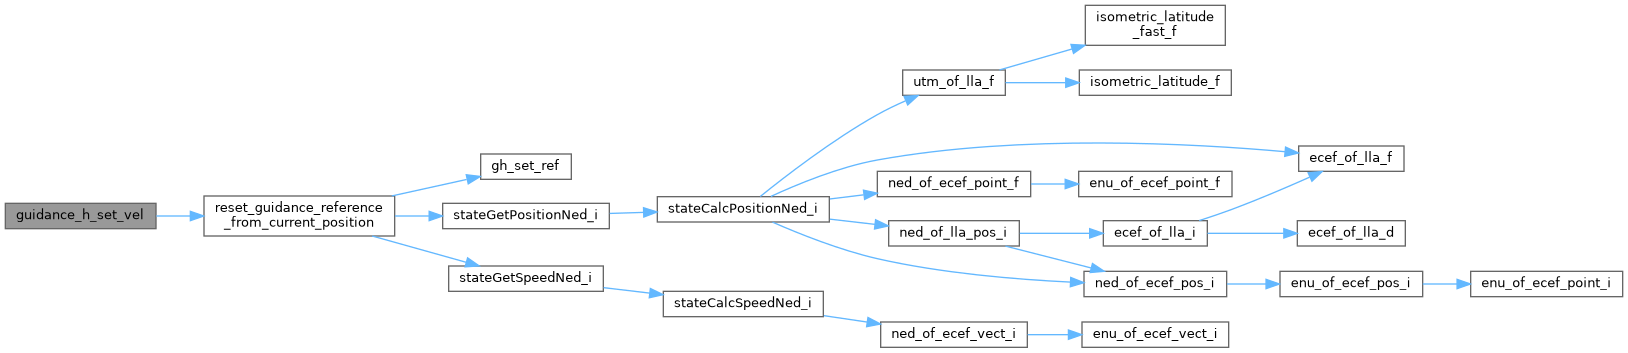 isometric_latitude
_fast_f
utm_of_lla_f
isometric_latitude_f
gh_set_ref
ecef_of_lla_f
ned_of_ecef_point_f
enu_of_ecef_point_f
guidance_h_set_vel
reset_guidance_reference
_from_current_position
stateGetPositionNed_i
stateCalcPositionNed_i
ned_of_lla_pos_i
ecef_of_lla_i
ecef_of_lla_d
stateGetSpeedNed_i
ned_of_ecef_pos_i
enu_of_ecef_pos_i
enu_of_ecef_point_i
stateCalcSpeedNed_i
ned_of_ecef_vect_i
enu_of_ecef_vect_i